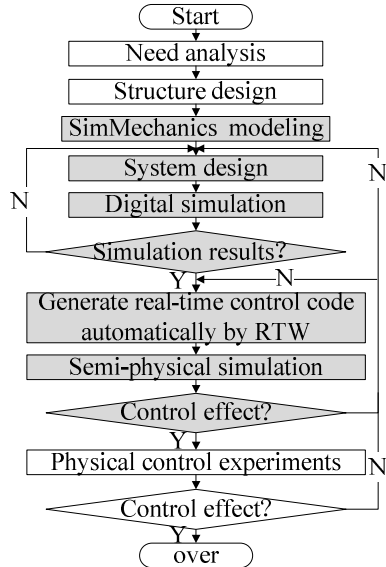 Start
Need analysis
Structure design
SimMechanics modeling
N
System design
N
Digital simulation
Simulation results?
Y
N
Generate real-time control code
automatically by RTW
Semi-physical simulation
Control effect?
Y
N
Physical control experiments
Control effect?
Y
over